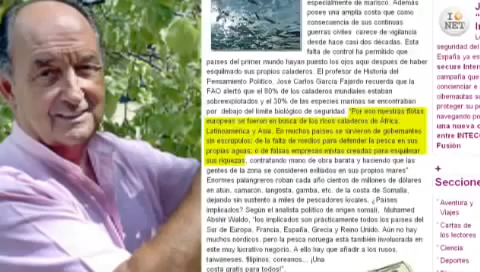 especialmente de marisco. Además
posee una amplia costa que como
consecuencia de sus continuas
guerras civiles carece de vigilancia
desde hace casi dos décadas. Esta
falta de control ha permitido que
países del primer mundo hayan puesto los ojos aquí después de haber
esquilmado sus propios caladeros. El profesor de Historia del
Pensamiento Político, José Carlos García Fajardo recuerda que la
FAO alertó que el 80% de los caladeros mundiales estaban
sobreexplotados y el 30% de las especies marinas se encontraban
por debajo del límite biológico de seguridad. "Por eso nuestras flotas
europeas se fueron en busca de los ricos caladeros de África,
Latinoamérica y Asia. En muchos países se sirvieron de gobernantes
sin escrúpulos; de la falta de medios para defender la pesca en sus
propias aguas; o de falsas empresas mixtas creadas para esquilmar
sus riquezas, contratando mano de obra barata y haciendo que las
gentes de la zona se consideren exiliados en sus propios mares"
Enormes palangreros roban cada año cientos de millones de dólares
en atún, camarón, langosta, gamba, etc. de la costa de Somalia,
dejando sin sustento a miles de pescadores locales. ¿Países
implicados? Según el analista político de origen somalí, Muhamed
Abshir Waldo, "los implicados son prácticamente todos los países del
Sur de Europa, Francia, España, Grecia y Reino Unido. Aún no hay
muchos nórdicos, pero la pesca noruega está también involucrada en
este muy lucrativo negocio. A ello hay que añadir a los rusos,
taiwaneses, filipinos, coreanos... ¡Una
costa gratis para todos!"
NET
J
"
In
seguridad del
España ya es
secure Inter
campaña que
conciencia y
cibernautas s
proteger su p
navegando pe
una nueva c
entre INTEC
Fusión
Seccione
Aventura y
Viajes
Cartas de
los lectores
Ciencia
Deportes